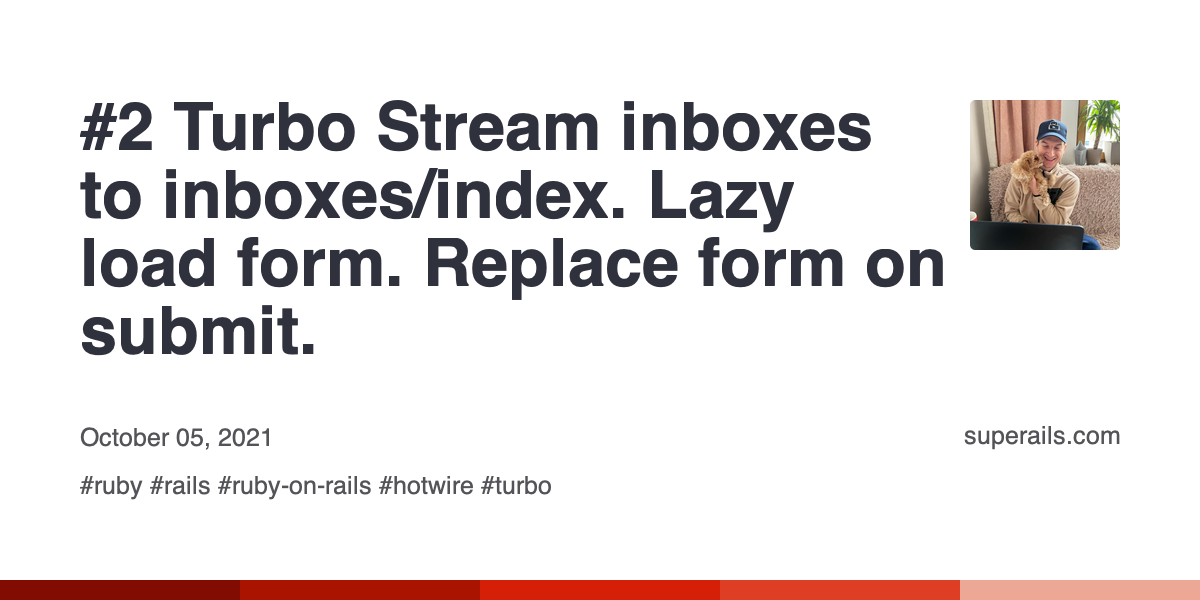 #2 Turbo Stream inboxes
to inboxes/index. Lazy
load form. Replace form on
submit.
October 05, 2021
superails.com
#ruby #rails #ruby-on-rails #hotwire #turbo